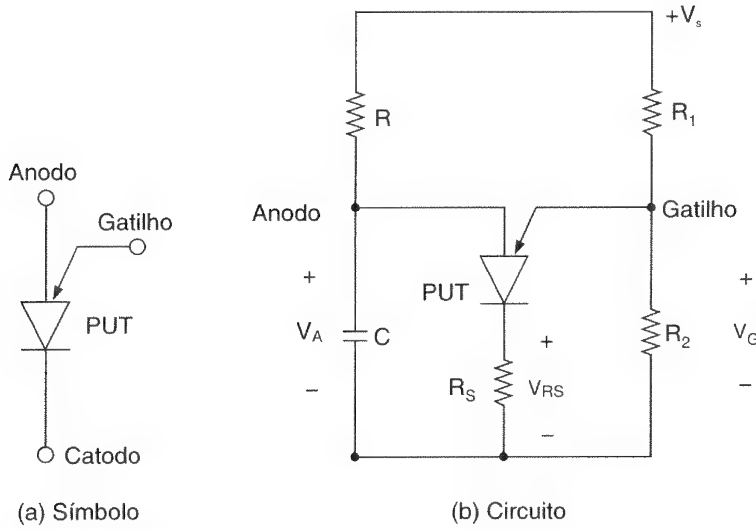 Anodo
Gatilho
PUT
Catodo
(a) Símbolo
+Vs
R
R1
Anodo
Gatilho
PUT
+
VA
−
C
RS
+
VRS
−
R2
+
VG
−
(b) Circuito